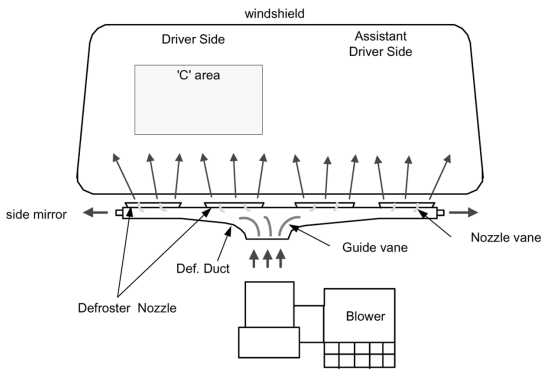 windshield
Driver Side
Assistant
Driver Side
'C' area
side mirror
Nozzle vane
Guide vane
Def. Duct
Defroster Nozzle
Blower